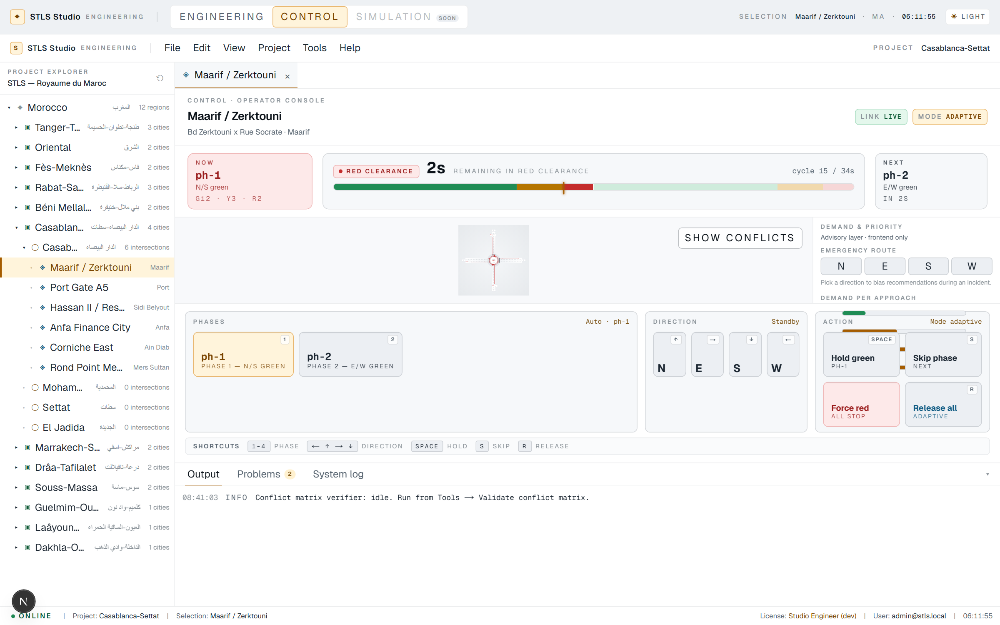 STLS Studio ENGINEERING ENGINEERING CONTROL SIMULATION SOON SELECTION Maarif / Zerktouni · MA · 06:11:55 ☀ LIGHT
S STLS Studio ENGINEERING File Edit View Project Tools Help PROJECT Casablanca-Settat
PROJECT EXPLORER
STLS — Royaume du Maroc
Morocco المغرب 12 regions
Tanger-T... طنجة-تطوان-الحسيمة 3 cities
Oriental الشرق 2 cities
Fès-Meknès فاس-مكناس 2 cities
Rabat-Sa... الرباط-سلا-القنيطرة 3 cities
Béni Mellal... بني ملال-خنيفرة 2 cities
Casablan... الدار البيضاء-سطات 4 cities
Casab... الدار البيضاء 6 intersections
Maarif / Zerktouni Maarif
Port Gate A5 Port
Hassan II / Res... Sidi Belyout
Anfa Finance City Anfa
Corniche East Ain Diab
Rond Point Me... Mers Sultan
Moham... المحمدية 0 intersections
Settat سطات 0 intersections
El Jadida الجديدة 0 intersections
Marrakech-S... مراكش-آسفي 2 cities
Drâa-Tafilalet درعة-تافيلالت 2 cities
Souss-Massa سوس-ماسة 2 cities
Guelmim-Ou... كلميم-واد نون 1 cities
Laâyoun... العيون-الساقية الحمراء 1 cities
Dakhla-O... الداخلة-وادي الذهب 1 cities
Maarif / Zerktouni ×
CONTROL · OPERATOR CONSOLE
Maarif / Zerktouni
Bd Zerktouni x Rue Socrate · Maarif
LINK LIVE MODE ADAPTIVE
NOW
ph-1
N/S green
G12 · Y3 · R2
RED CLEARANCE 2s REMAINING IN RED CLEARANCE cycle 15 / 34s
NEXT
ph-2
E/W green
IN 2S
SHOW CONFLICTS
DEMAND & PRIORITY
Advisory layer · frontend only
EMERGENCY ROUTE
N E S W
Pick a direction to bias recommendations during an incident.
DEMAND PER APPROACH
PHASES Auto · ph-1
1
ph-1
PHASE 1 — N/S GREEN
2
ph-2
PHASE 2 — E/W GREEN
DIRECTION Standby
↑ → ↓ ←
N E S W
ACTION Mode adaptive
SPACE
Hold green
PH-1
S
Skip phase
NEXT
Force red
ALL STOP
R
Release all
ADAPTIVE
SHORTCUTS 1-4 PHASE ← ↑ → ↓ DIRECTION SPACE HOLD S SKIP R RELEASE
Output Problems 2 System log
08:41:03 INFO Conflict matrix verifier: idle. Run from Tools → Validate conflict matrix.
N
ONLINE | Project: Casablanca-Settat | Selection: Maarif / Zerktouni
License: Studio Engineer (dev) | User: admin@stls.local | 06:11:55